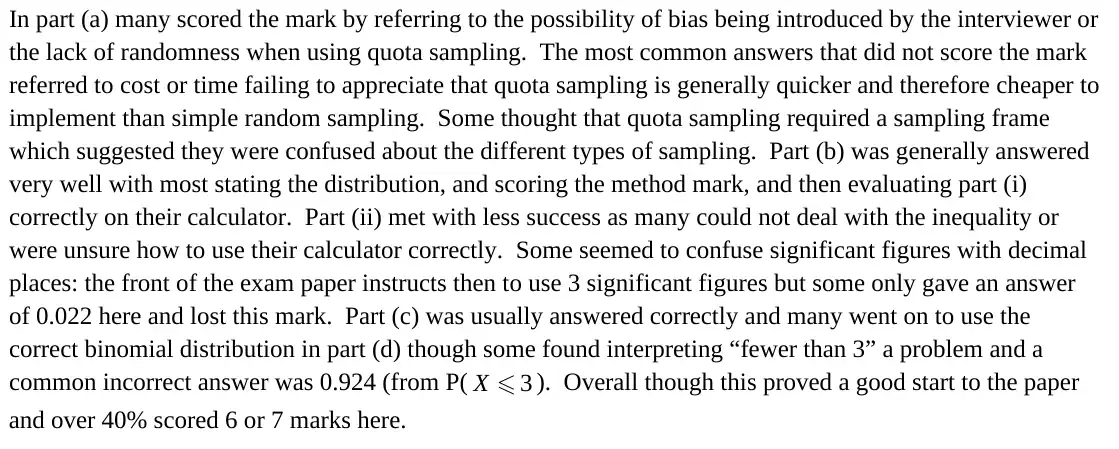 In part (a) many scored the mark by referring to the possibility of bias being introduced by the interviewer or
the lack of randomness when using quota sampling.  The most common answers that did not score the mark
referred to cost or time failing to appreciate that quota sampling is generally quicker and therefore cheaper to
implement than simple random sampling.  Some thought that quota sampling required a sampling frame
which suggested they were confused about the different types of sampling.  Part (b) was generally answered
very well with most stating the distribution, and scoring the method mark, and then evaluating part (i)
correctly on their calculator.  Part (ii) met with less success as many could not deal with the inequality or
were unsure how to use their calculator correctly.  Some seemed to confuse significant figures with decimal
places: the front of the exam paper instructs then to use 3 significant figures but some only gave an answer
of 0.022 here and lost this mark.  Part (c) was usually answered correctly and many went on to use the
correct binomial distribution in part (d) though some found interpreting “fewer than 3” a problem and a
common incorrect answer was 0.924 (from P( X ⩽ 3 ).  Overall though this proved a good start to the paper
and over 40% scored 6 or 7 marks here.